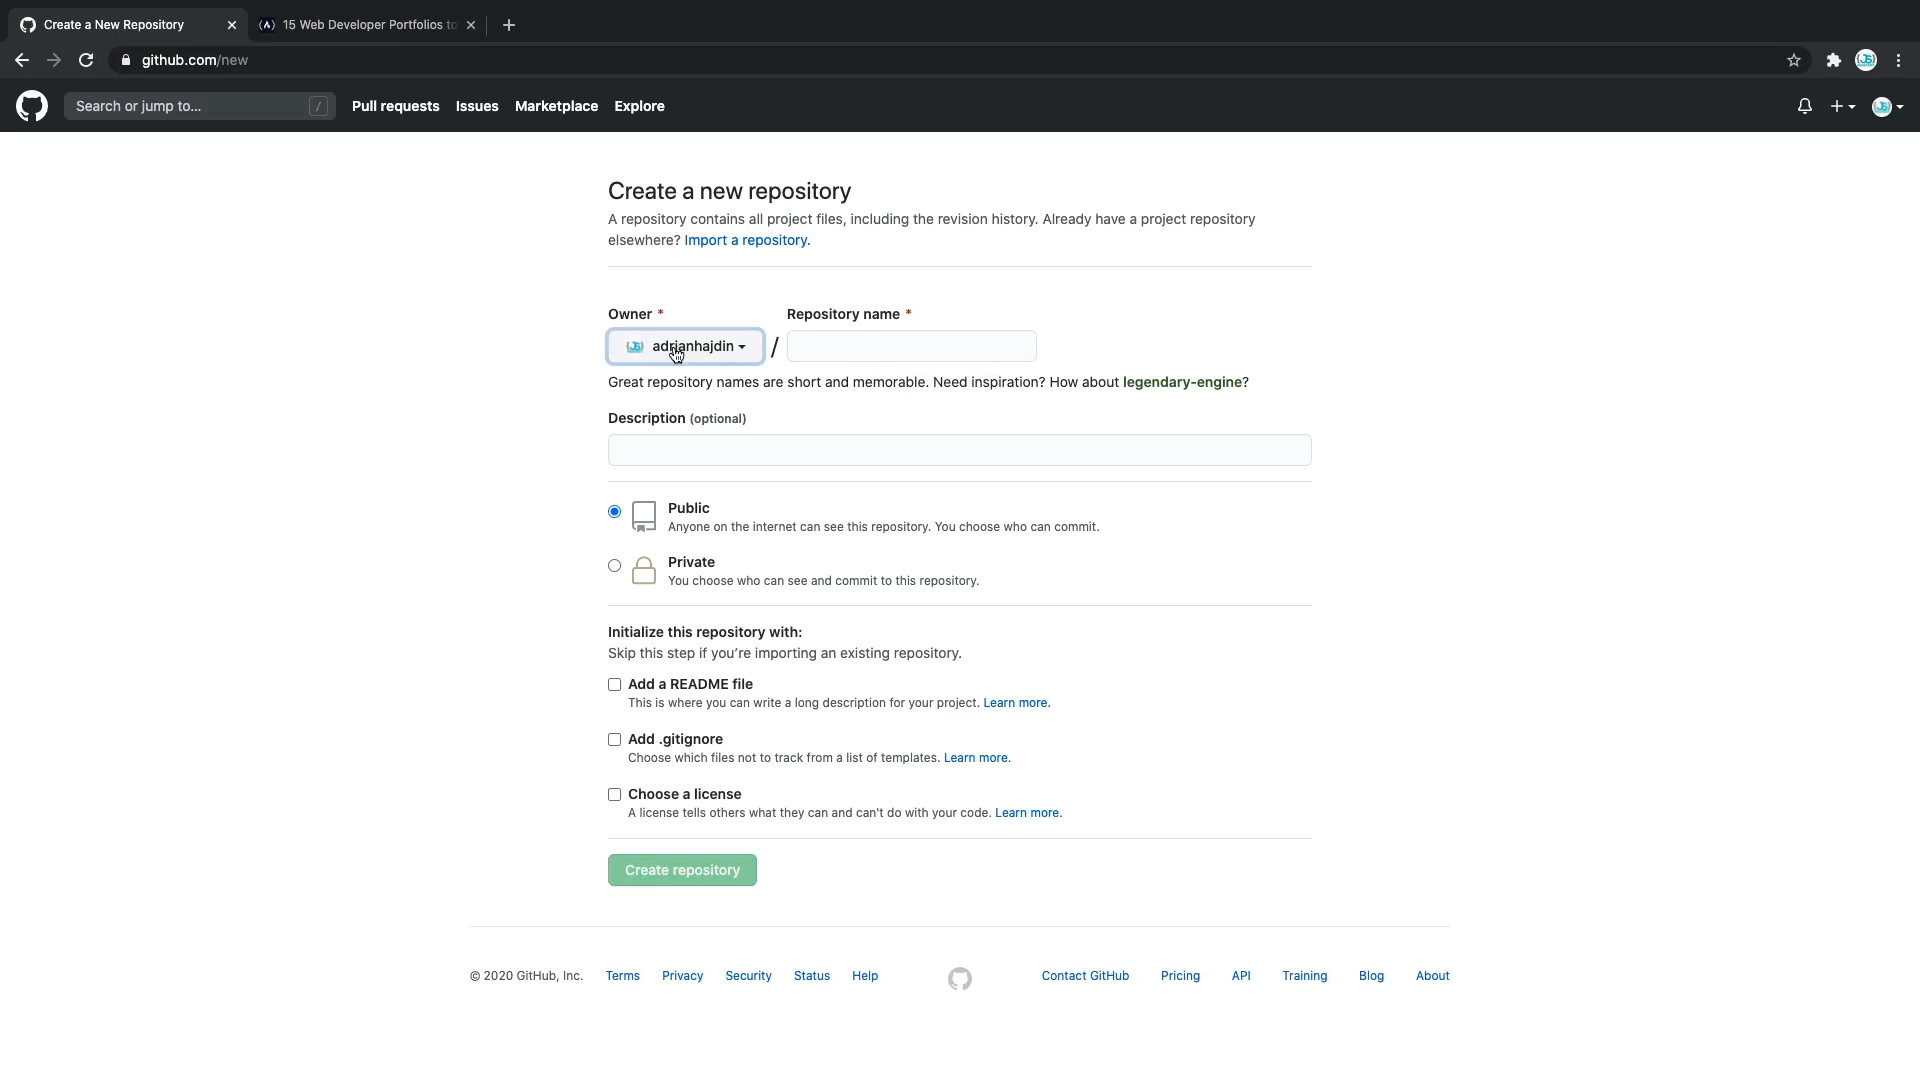 Create a New Repository
15 Web Developer Portfolios to
github.com/new
Search or jump to...
/
Pull requests
Issues
Marketplace
Explore
Create a new repository
A repository contains all project files, including the revision history. Already have a project repository
elsewhere? Import a repository.
Owner *
Repository name *
adrianhajdin
/
Great repository names are short and memorable. Need inspiration? How about legendary-engine?
Description (optional)
Public
Anyone on the internet can see this repository. You choose who can commit.
Private
You choose who can see and commit to this repository.
Initialize this repository with:
Skip this step if you’re importing an existing repository.
Add a README file
This is where you can write a long description for your project. Learn more.
Add .gitignore
Choose which files not to track from a list of templates. Learn more.
Choose a license
A license tells others what they can and can't do with your code. Learn more.
Create repository
© 2020 GitHub, Inc.
Terms
Privacy
Security
Status
Help
Contact GitHub
Pricing
API
Training
Blog
About